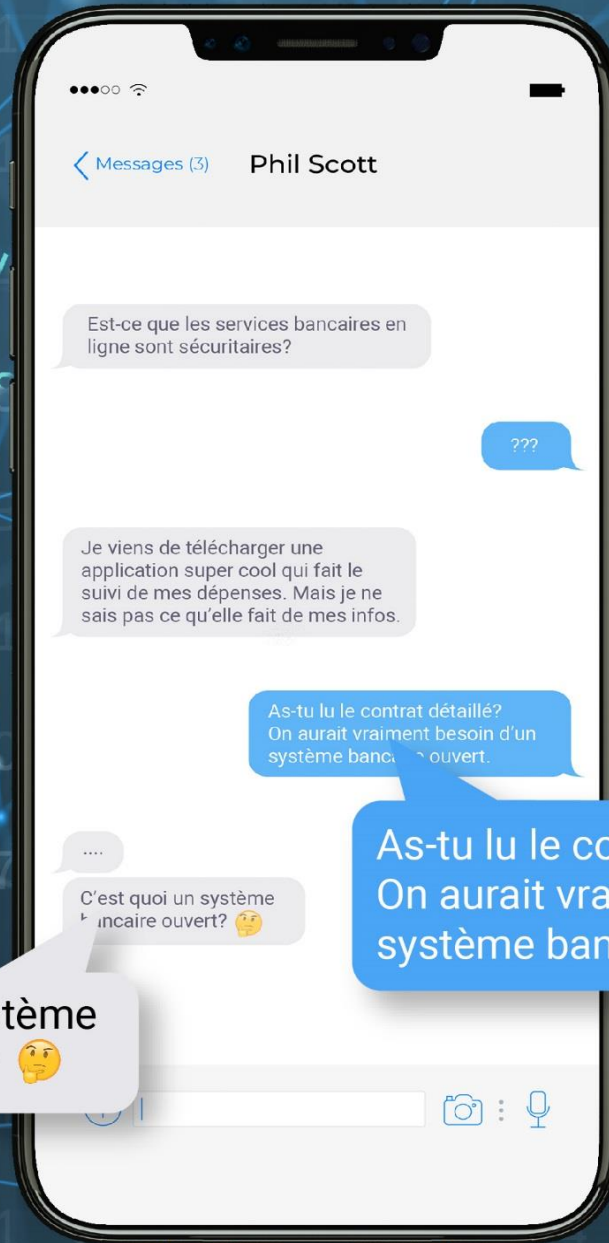 Messages (3) Phil Scott
Est-ce que les services bancaires en
ligne sont sécuritaires?
???
Je viens de télécharger une
application super cool qui fait le
suivi de mes dépenses. Mais je ne
sais pas ce qu'elle fait de mes infos.
As-tu lu le contrat détaillé?
On aurait vraiment besoin d'un
système bancaire ouvert.
As-tu lu le co
On aurait vra
système ban
....
C'est quoi un système
bancaire ouvert? 🤔
tème
🤔